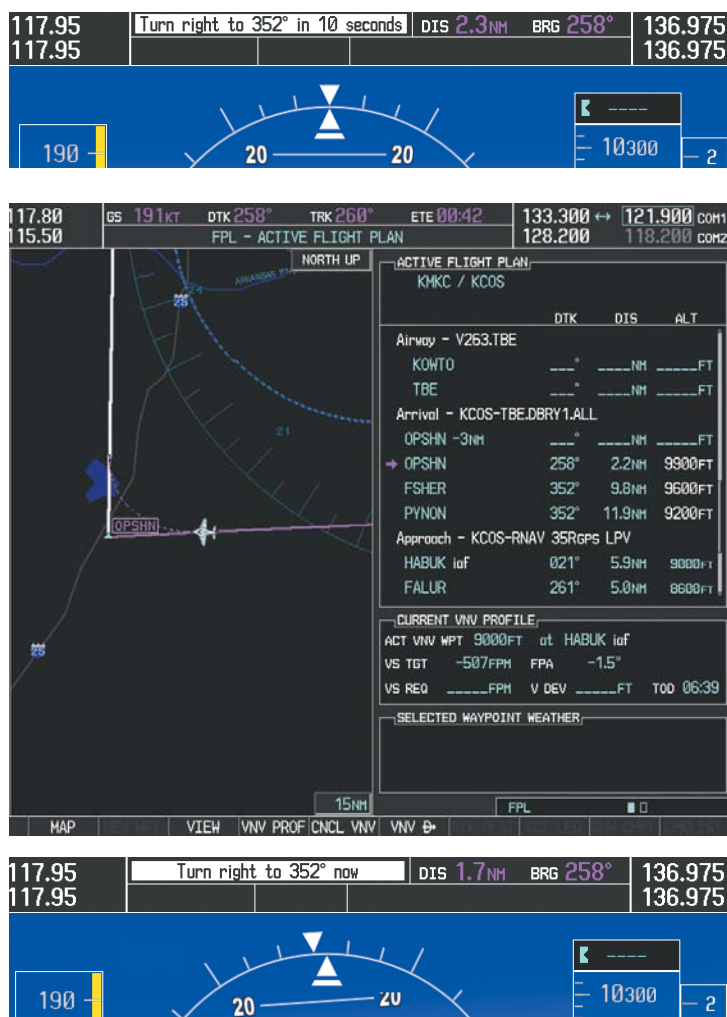 117.95 Turn right to 352° in 10 seconds DIS 2.3NM BRG 258° 136.975
117.95 136.975
190 20 20 10300 2
117.80 GS 191KT DTK 258° TRK 260° ETE 00:42 133.300 ↔ 121.900 COM1
115.50 FPL - ACTIVE FLIGHT PLAN 128.200 118.200 COM2
NORTH UP
25
24
21
OPSHN
25
15NM
ACTIVE FLIGHT PLAN
KMKC / KCOS
DTK DIS ALT
Airway - V263.TBE
KOWTO ___° ____NM _____FT
TBE ___° ____NM _____FT
Arrival - KCOS-TBE.DBRY1.ALL
OPSHN -3NM ___° ____NM _____FT
OPSHN 258° 2.2NM 9900FT
FSHER 352° 9.8NM 9600FT
PYNON 352° 11.9NM 9200FT
Approach - KCOS-RNAV 35RGPS LPV
HABUK iaf 021° 5.9NM 9000FT
FALUR 261° 5.0NM 8600FT
CURRENT VNV PROFILE
ACT VNV WPT 9000FT at HABUK iaf
VS TGT -507FPM FPA -1.5°
VS REQ _____FPM V DEV _____FT TOD 06:39
SELECTED WAYPOINT WEATHER
FPL
MAP VIEW VNV PROF CNCL VNV VNV
117.95 Turn right to 352° now DIS 1.7NM BRG 258° 136.975
117.95 136.975
190 20 20 10300 2